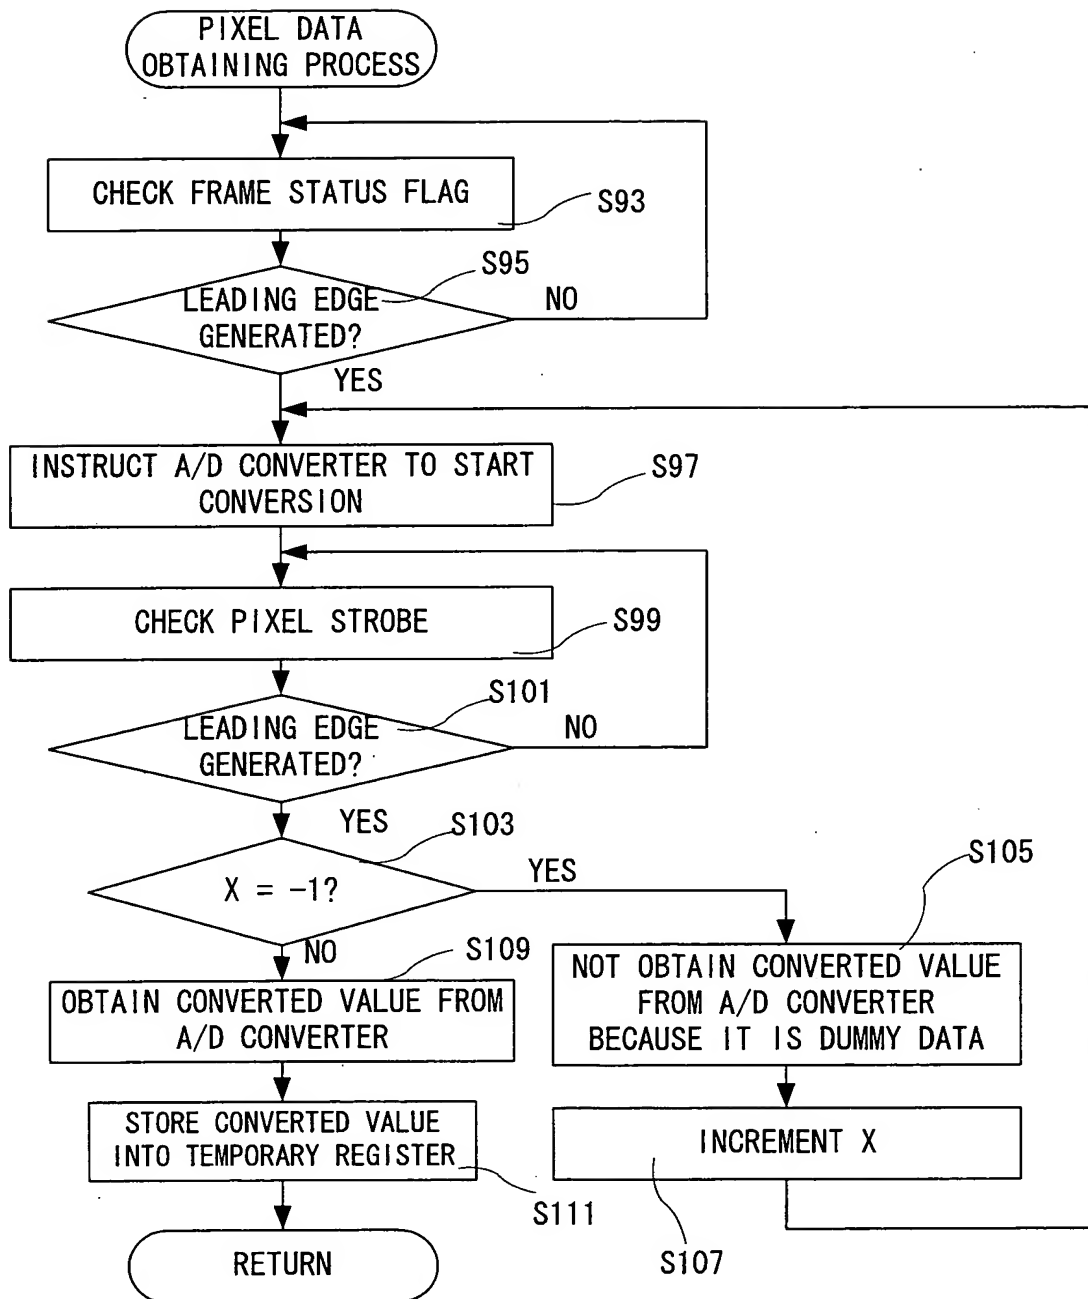 PIXEL DATA
OBTAINING PROCESS
CHECK FRAME STATUS FLAG
S93
LEADING EDGE
GENERATED?
S95
NO
YES
INSTRUCT A/D CONVERTER TO START
CONVERSION
S97
CHECK PIXEL STROBE
S99
LEADING EDGE
GENERATED?
S101
NO
YES
X = -1?
S103
YES
NO
S105
NOT OBTAIN CONVERTED VALUE
FROM A/D CONVERTER
BECAUSE IT IS DUMMY DATA
S109
OBTAIN CONVERTED VALUE FROM
A/D CONVERTER
STORE CONVERTED VALUE
INTO TEMPORARY REGISTER
S111
INCREMENT X
S107
RETURN